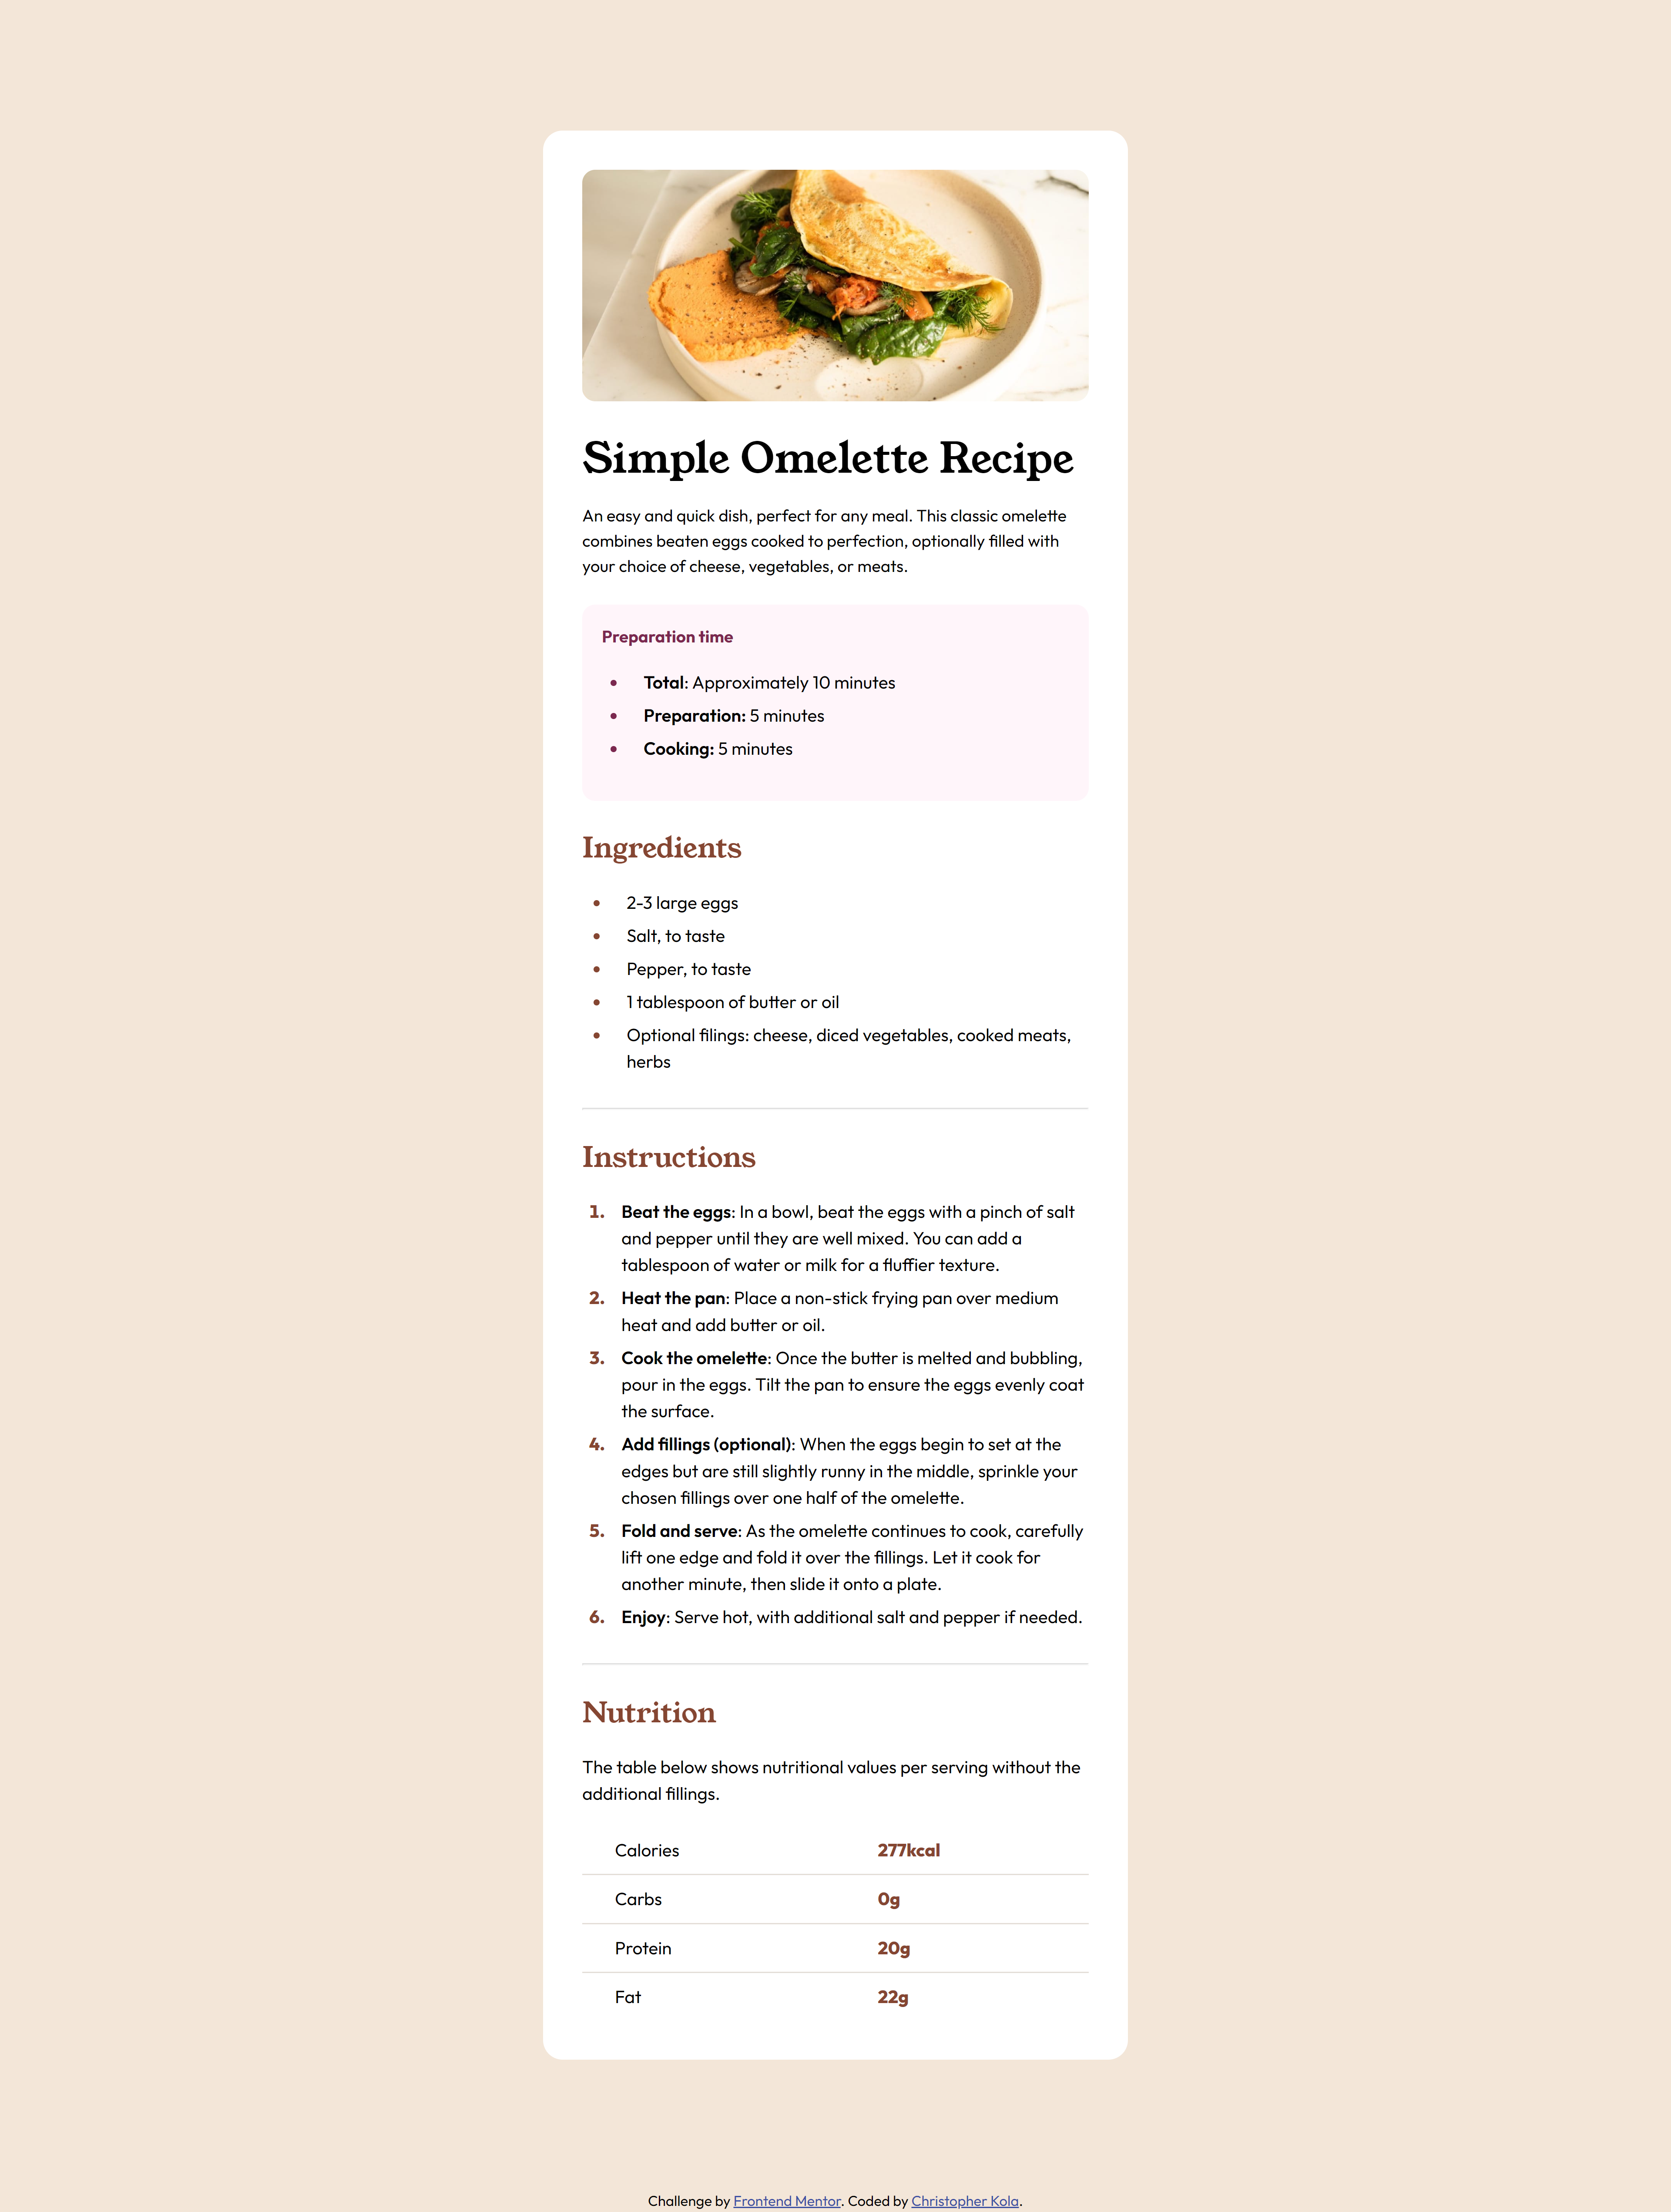 Simple Omelette Recipe
An easy and quick dish, perfect for any meal. This classic omelette
combines beaten eggs cooked to perfection, optionally filled with
your choice of cheese, vegetables, or meats.
Preparation time
• Total: Approximately 10 minutes
• Preparation: 5 minutes
• Cooking: 5 minutes
Ingredients
• 2-3 large eggs
• Salt, to taste
• Pepper, to taste
• 1 tablespoon of butter or oil
• Optional filings: cheese, diced vegetables, cooked meats,
herbs
Instructions
1. Beat the eggs: In a bowl, beat the eggs with a pinch of salt
and pepper until they are well mixed. You can add a
tablespoon of water or milk for a fluffier texture.
2. Heat the pan: Place a non-stick frying pan over medium
heat and add butter or oil.
3. Cook the omelette: Once the butter is melted and bubbling,
pour in the eggs. Tilt the pan to ensure the eggs evenly coat
the surface.
4. Add fillings (optional): When the eggs begin to set at the
edges but are still slightly runny in the middle, sprinkle your
chosen fillings over one half of the omelette.
5. Fold and serve: As the omelette continues to cook, carefully
lift one edge and fold it over the fillings. Let it cook for
another minute, then slide it onto a plate.
6. Enjoy: Serve hot, with additional salt and pepper if needed.
Nutrition
The table below shows nutritional values per serving without the
additional fillings.
Calories 277kcal
Carbs 0g
Protein 20g
Fat 22g
Challenge by Frontend Mentor. Coded by Christopher Kola.